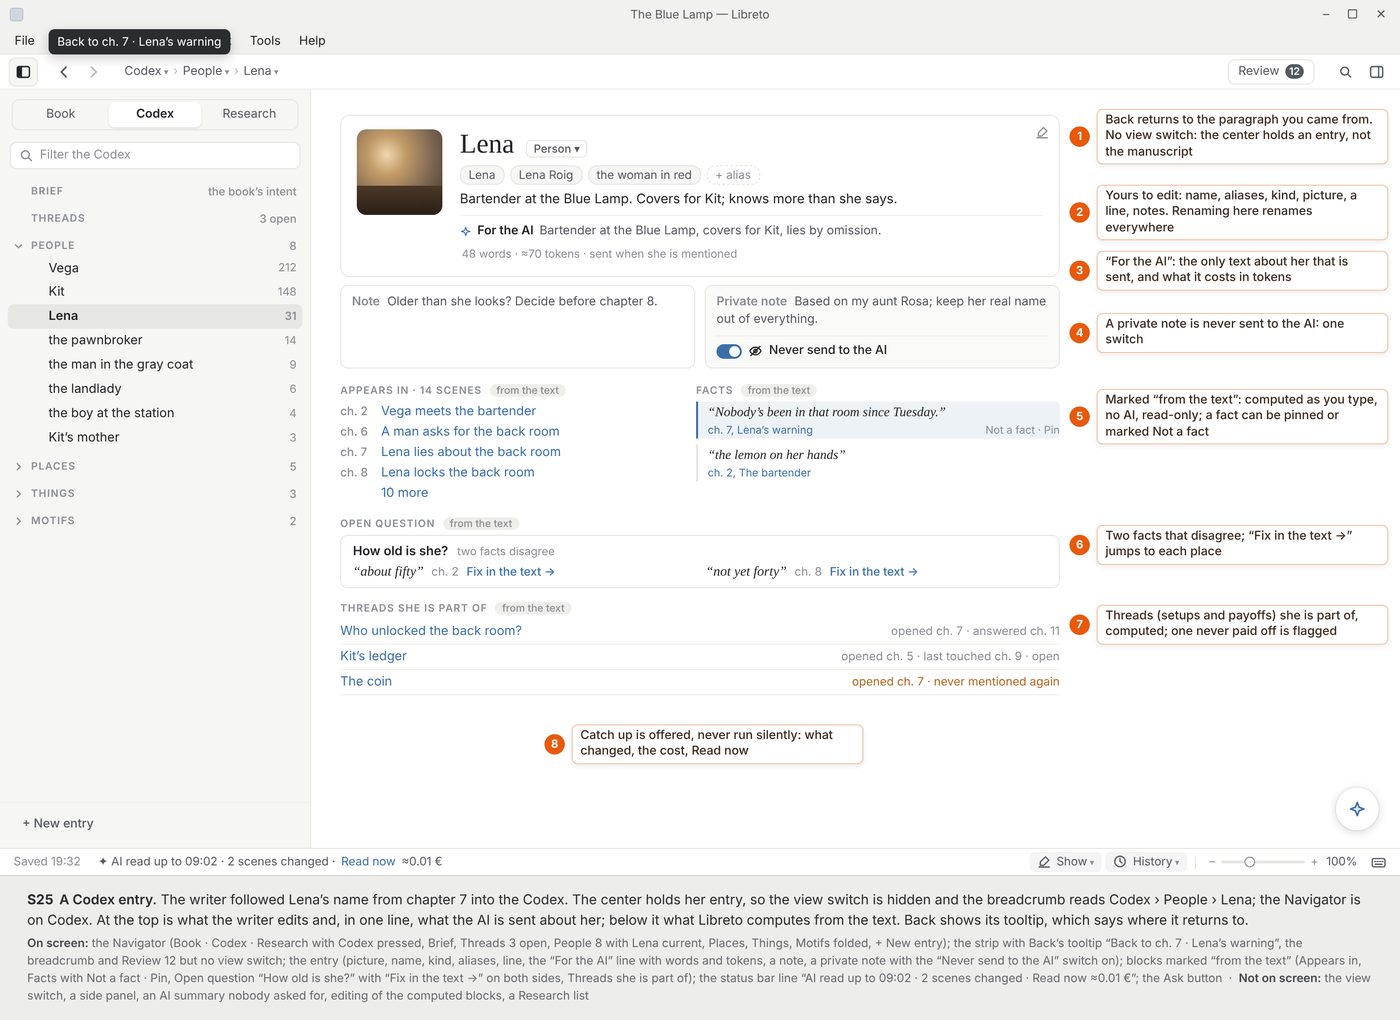 The Blue Lamp — Libreto
File
Back to ch. 7 · Lena’s warning
Tools
Help
Codex ▾ › People ▾ › Lena ▾
Review 12
Book
Codex
Research
Filter the Codex
BRIEF the book’s intent
THREADS 3 open
PEOPLE 8
Vega 212
Kit 148
Lena 31
the pawnbroker 14
the man in the gray coat 9
the landlady 6
the boy at the station 4
Kit’s mother 3
PLACES 5
THINGS 3
MOTIFS 2
+ New entry
Lena
Person ▾
Lena
Lena Roig
the woman in red
+ alias
Bartender at the Blue Lamp. Covers for Kit; knows more than she says.
For the AI Bartender at the Blue Lamp, covers for Kit, lies by omission.
48 words · ≈70 tokens · sent when she is mentioned
Note Older than she looks? Decide before chapter 8.
Private note Based on my aunt Rosa; keep her real name
out of everything.
Never send to the AI
APPEARS IN · 14 SCENES from the text
ch. 2 Vega meets the bartender
ch. 6 A man asks for the back room
ch. 7 Lena lies about the back room
ch. 8 Lena locks the back room
10 more
FACTS from the text
“Nobody’s been in that room since Tuesday.”
ch. 7, Lena’s warning
Not a fact · Pin
“the lemon on her hands”
ch. 2, The bartender
OPEN QUESTION from the text
How old is she? two facts disagree
“about fifty” ch. 2 Fix in the text →
“not yet forty” ch. 8 Fix in the text →
THREADS SHE IS PART OF from the text
Who unlocked the back room? opened ch. 7 · answered ch. 11
Kit’s ledger opened ch. 5 · last touched ch. 9 · open
The coin opened ch. 7 · never mentioned again
1
Back returns to the paragraph you came from.
No view switch: the center holds an entry, not
the manuscript
2
Yours to edit: name, aliases, kind, picture, a
line, notes. Renaming here renames
everywhere
3
“For the AI”: the only text about her that is
sent, and what it costs in tokens
4
A private note is never sent to the AI: one
switch
5
Marked “from the text”: computed as you type,
no AI, read-only; a fact can be pinned or
marked Not a fact
6
Two facts that disagree; “Fix in the text →”
jumps to each place
7
Threads (setups and payoffs) she is part of,
computed; one never paid off is flagged
8
Catch up is offered, never run silently: what
changed, the cost, Read now
Saved 19:32
✦ AI read up to 09:02 · 2 scenes changed · Read now ≈0.01 €
Show ▾
History ▾
− + 100%
S25 A Codex entry. The writer followed Lena’s name from chapter 7 into the Codex. The center holds her entry, so the view switch is hidden and the breadcrumb reads Codex › People › Lena; the Navigator is
on Codex. At the top is what the writer edits and, in one line, what the AI is sent about her; below it what Libreto computes from the text. Back shows its tooltip, which says where it returns to.
On screen: the Navigator (Book · Codex · Research with Codex pressed, Brief, Threads 3 open, People 8 with Lena current, Places, Things, Motifs folded, + New entry); the strip with Back’s tooltip “Back to ch. 7 · Lena’s warning”, the
breadcrumb and Review 12 but no view switch; the entry (picture, name, kind, aliases, line, the “For the AI” line with words and tokens, a note, a private note with the “Never send to the AI” switch on); blocks marked “from the text” (Appears in,
Facts with Not a fact · Pin, Open question “How old is she?” with “Fix in the text →” on both sides, Threads she is part of); the status bar line “AI read up to 09:02 · 2 scenes changed · Read now ≈0.01 €”; the Ask button · Not on screen: the view
switch, a side panel, an AI summary nobody asked for, editing of the computed blocks, a Research list